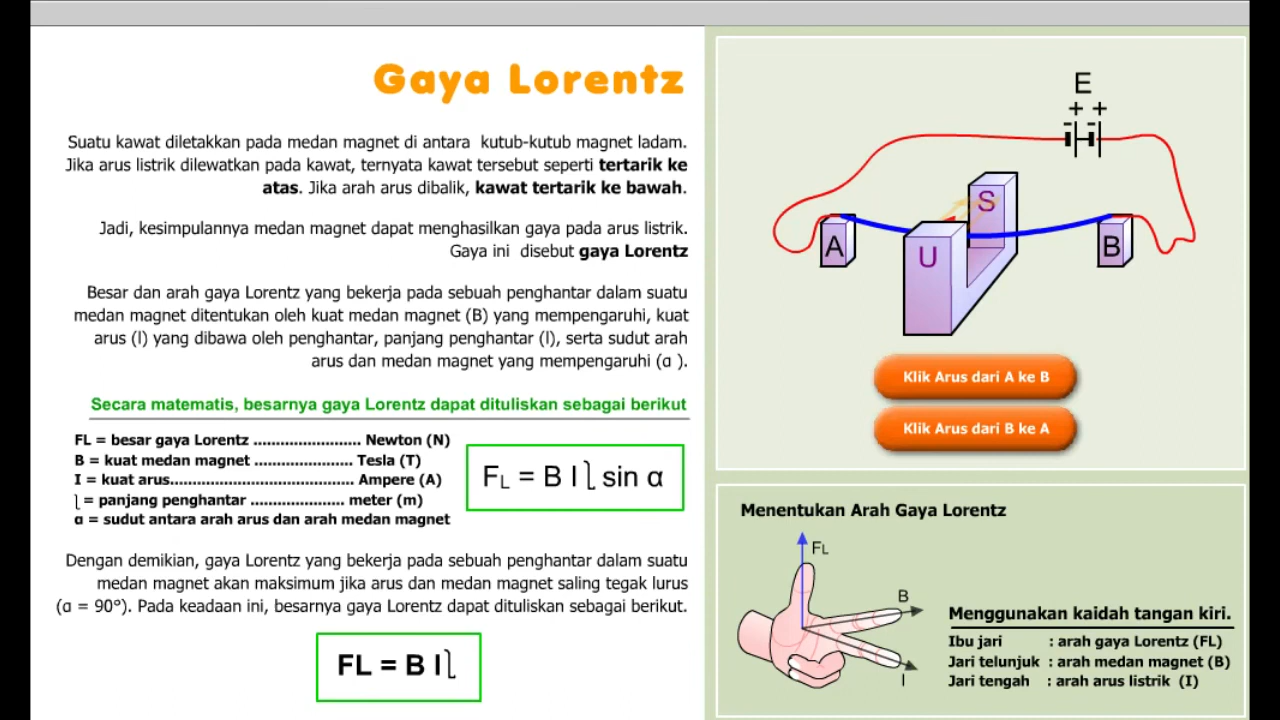 Gaya Lorentz
Suatu kawat diletakkan pada medan magnet di antara kutub-kutub magnet ladam.
Jika arus listrik dilewatkan pada kawat, ternyata kawat tersebut seperti tertarik ke
atas. Jika arah arus dibalik, kawat tertarik ke bawah.
Jadi, kesimpulannya medan magnet dapat menghasilkan gaya pada arus listrik.
Gaya ini disebut gaya Lorentz
Besar dan arah gaya Lorentz yang bekerja pada sebuah penghantar dalam suatu
medan magnet ditentukan oleh kuat medan magnet (B) yang mempengaruhi, kuat
arus (l) yang dibawa oleh penghantar, panjang penghantar (l), serta sudut arah
arus dan medan magnet yang mempengaruhi (α ).
Secara matematis, besarnya gaya Lorentz dapat dituliskan sebagai berikut
FL = besar gaya Lorentz ........................ Newton (N)
B = kuat medan magnet ...................... Tesla (T)
I = kuat arus......................................... Ampere (A)
l = panjang penghantar ..................... meter (m)
α = sudut antara arah arus dan arah medan magnet
FL = B I l sin α
Dengan demikian, gaya Lorentz yang bekerja pada sebuah penghantar dalam suatu
medan magnet akan maksimum jika arus dan medan magnet saling tegak lurus
(α = 90°). Pada keadaan ini, besarnya gaya Lorentz dapat dituliskan sebagai berikut.
FL = B I l
E
+ +
- -
S
A
U
B
Klik Arus dari A ke B
Klik Arus dari B ke A
Menentukan Arah Gaya Lorentz
FL
B
I
Menggunakan kaidah tangan kiri.
Ibu jari : arah gaya Lorentz (FL)
Jari telunjuk : arah medan magnet (B)
Jari tengah : arah arus listrik (I)